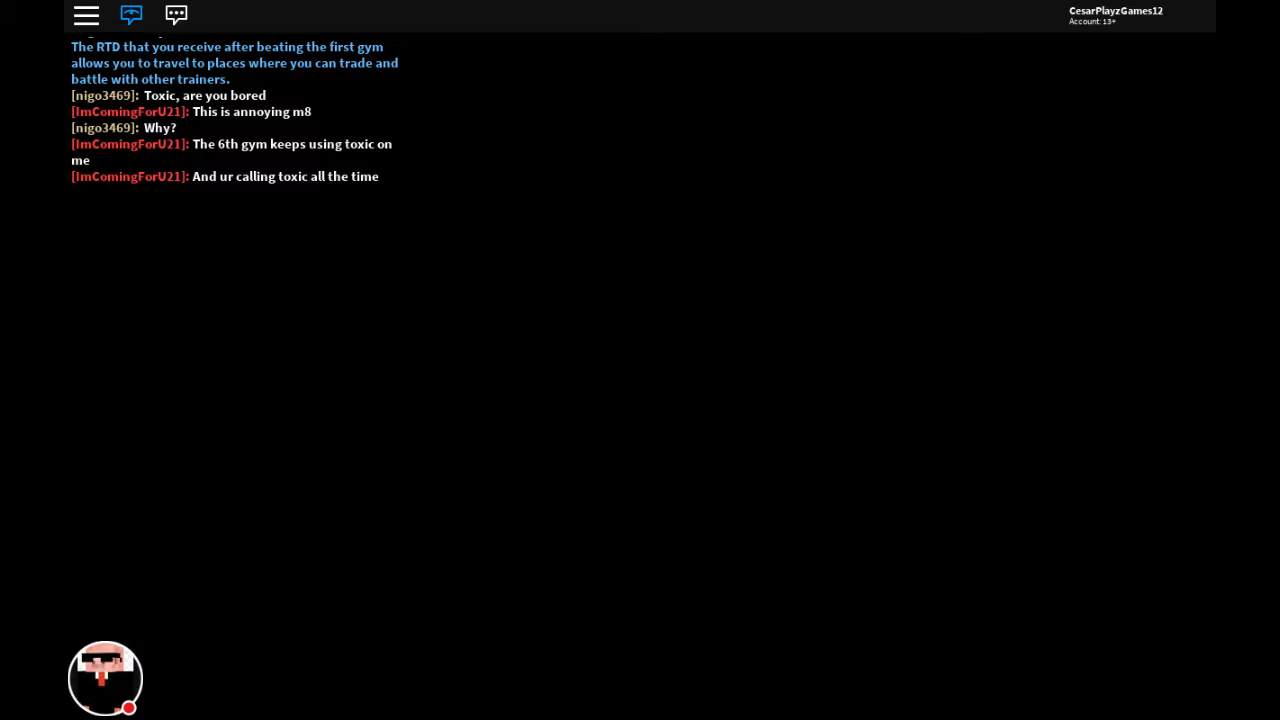 CesarPlayzGames12
Account: 13+
The RTD that you receive after beating the first gym
allows you to travel to places where you can trade and
battle with other trainers.
[nigo3469]: Toxic, are you bored
[ImComingForU21]: This is annoying m8
[nigo3469]: Why?
[ImComingForU21]: The 6th gym keeps using toxic on
me
[ImComingForU21]: And ur calling toxic all the time